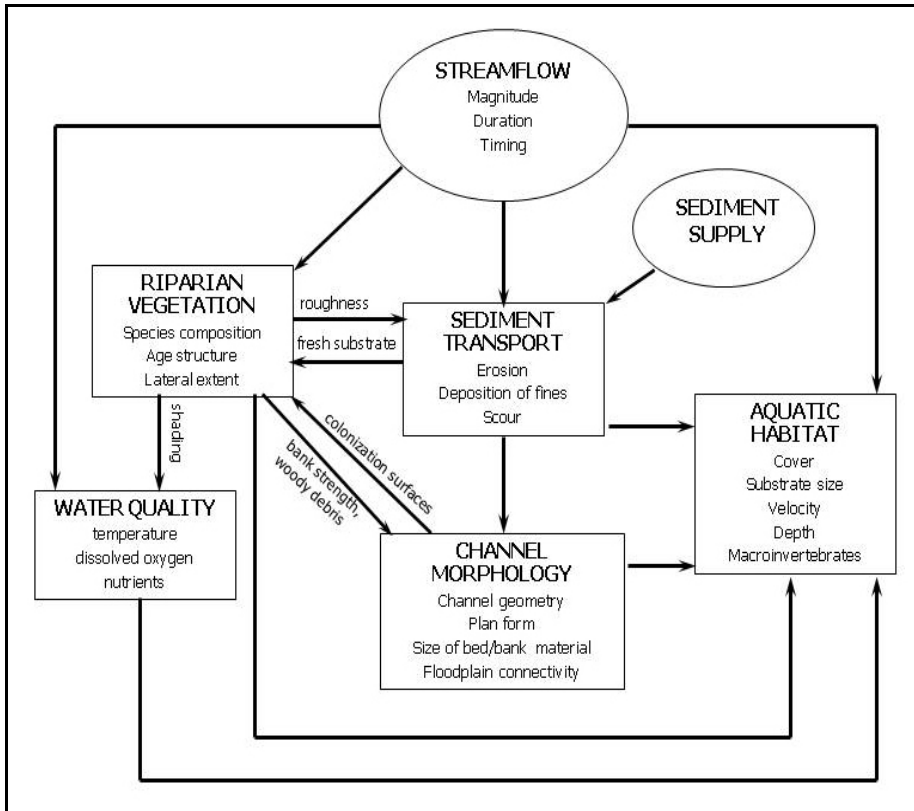 STREAMFLOW
Magnitude
Duration
Timing
SEDIMENT
SUPPLY
RIPARIAN
VEGETATION
Species composition
Age structure
Lateral extent
roughness
fresh substrate
SEDIMENT
TRANSPORT
Erosion
Deposition of fines
Scour
shading
bank strength,
woody debris
colonization surfaces
AQUATIC
HABITAT
Cover
Substrate size
Velocity
Depth
Macroinvertebrates
WATER QUALITY
temperature
dissolved oxygen
nutrients
CHANNEL
MORPHOLOGY
Channel geometry
Plan form
Size of bed/bank material
Floodplain connectivity